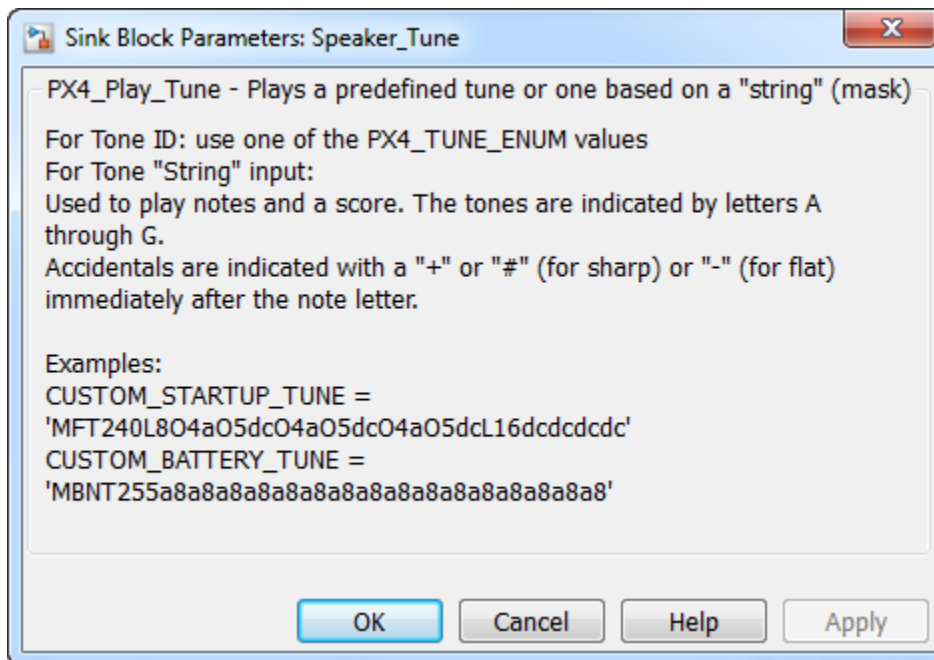 Sink Block Parameters: Speaker_Tune
PX4_Play_Tune - Plays a predefined tune or one based on a "string" (mask)
For Tone ID: use one of the PX4_TUNE_ENUM values
For Tone "String" input:
Used to play notes and a score. The tones are indicated by letters A
through G.
Accidentals are indicated with a "+" or "#" (for sharp) or "-" (for flat)
immediately after the note letter.
Examples:
CUSTOM_STARTUP_TUNE =
'MFT240L8O4aO5dcO4aO5dcO4aO5dcL16dcdcdcdc'
CUSTOM_BATTERY_TUNE =
'MBNT255a8a8a8a8a8a8a8a8a8a8a8a8a8a8a8a8'
OK Cancel Help Apply